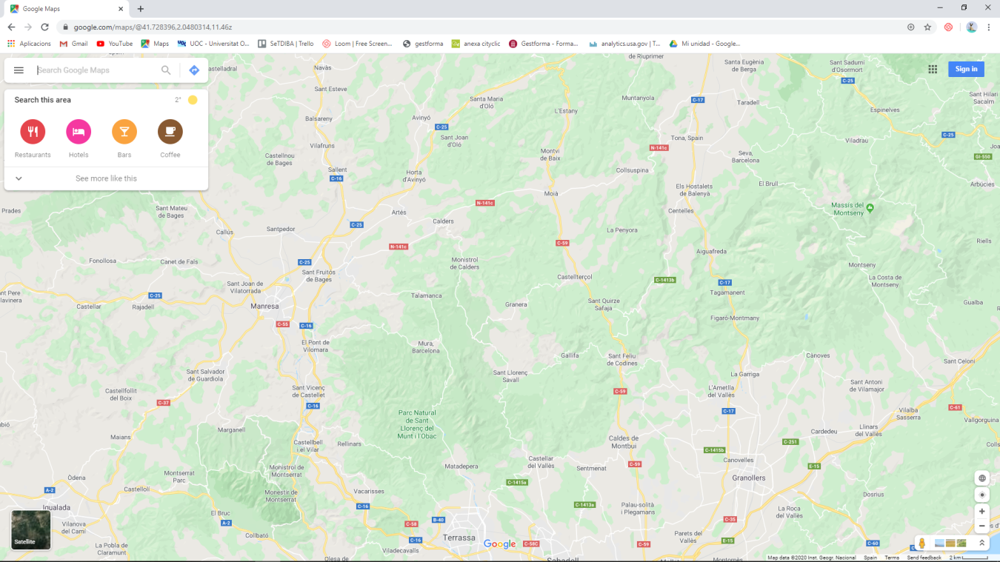 Google Maps
google.com/maps/@41.728396,2.0480314,11.46z
Aplicacions
Gmail
YouTube
Maps
UOC - Universitat O...
SeTDIBA | Trello
Loom | Free Screen...
gestforma
anexa cityclic
Gestforma - Forma...
analytics.usa.gov | T...
Mi unidad - Google...
Search Google Maps
Sign in
Search this area
2°
Restaurants
Hotels
Bars
Coffee
See more like this
Navàs
de Riuprimer
Santa Eugènia
de Berga
Sant Sadurní
d'Osormort
C-25
Sant Esteve
Santa Maria
d'Oló
Muntanyola
C-17
Taradell
Sant Hilari
Sacalm
Balsareny
Avinyó
L'Estany
Espinelves
C-25
Sant Joan
d'Oló
Tona, Spain
C-25
Viladrau
Vilafruns
N-141c
Castellnou
de Bages
Montví
de Baix
Seva,
Barcelona
GI-550
Sallent
C-16
Horta
d'Avinyó
Collsuspina
Els Hostalets
de Balenyà
El Brull
Arbúcies
Moià
N-141c
Prades
Sant Mateu
de Bages
Artés
Calders
Centelles
Massís del
Montseny
C-25
Callús
Santpedor
La Penyora
Riells
N-141c
C-59
Aiguafreda
Fonollosa
Canet de Fals
C-25
Sant Fruitós
de Bages
Monistrol
de Calders
Castellterçol
C-1413b
C-17
Tagamanent
Montseny
La Costa de
Montseny
Sant Joan de
Vilatorrada
C-25
Castellar
Rajadell
Manresa
Talamanca
Granera
Sant Quirze
Safaja
Gualba
Figaró-Montmany
C-55
C-16
El Pont de
Vilomara
Mura,
Barcelona
Gallifa
Sant Feliu
de Codines
Cànoves
Sant Celoni
Sant Salvador
de Guardiola
Sant Llorenç
Savall
La Garriga
Castellfollit
del Boix
Sant Vicenç
de Castellet
C-59
L'Ametlla
del Vallès
Sant Antoni
de Vilamajor
C-37
C-16
C-17
C-61
Vilalba
Sasserra
Vallgorguina
Parc Natural
de Sant
Llorenç del
Munt i l'Obac
Marganell
Maians
Cardedeu
Llinars
del Vallès
Castellbell
i el Vilar
Rellinars
Caldes de
Montbui
C-251
C-1415b
Canovelles
Castellar
del Vallès
Sentmenat
C-59
E-15
Matadepera
Monistrol de
Montserrat
Montserrat
Parc
Òdena
Granollers
C-1415a
A-2
Castellolí
Monestir de
Montserrat
Vacarisses
Dosrius
Igualada
C-16
C-1413a
Palau-solità
i Plegamans
La Roca
del Vallès
El Bruc
A-2
B-40
C-35
Vilanova
del Camí
C-58
Collbató
Terrassa
C-16
Parets del
Vallès
E-15
C-58C
C-59
C-60
La Pobla de
Claramunt
Viladecavalls
Sabadell
Montornès
Satellite
Google
Map data ©2020 Inst. Geogr. Nacional
Spain
Terms
Send feedback
2 km